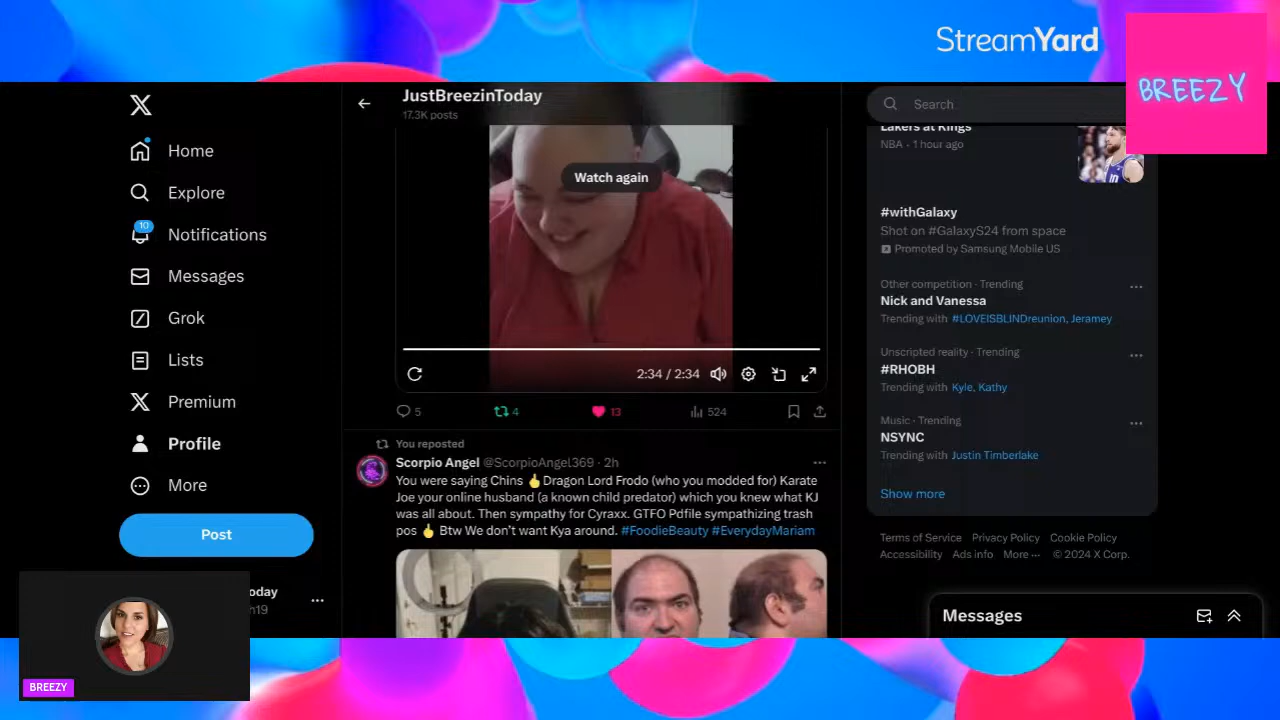 StreamYard
BREEZY
JustBreezinToday
17.3K posts
Search
Home
Explore
10
Notifications
Messages
Grok
Lists
Premium
Profile
More
Post
Watch again
2:34 / 2:34
5
4
13
524
You reposted
Scorpio Angel @ScorpioAngel369 · 2h
You were saying Chins 🖕Dragon Lord Frodo (who you modded for) Karate
Joe your online husband (a known child predator) which you knew what KJ
was all about. Then sympathy for Cyraxx. GTFO Pdfile sympathizing trash
pos 🖕 Btw We don't want Kya around. #FoodieBeauty #EverydayMariam
Lakers at Kings
NBA · 1 hour ago
#withGalaxy
Shot on #GalaxyS24 from space
Promoted by Samsung Mobile US
Other competition · Trending
Nick and Vanessa
Trending with #LOVEISBLINDreunion, Jeramey
Unscripted reality · Trending
#RHOBH
Trending with Kyle, Kathy
Music · Trending
NSYNC
Trending with Justin Timberlake
Show more
Terms of Service Privacy Policy Cookie Policy
Accessibility Ads info More ··· © 2024 X Corp.
Messages
oday
n19
BREEZY